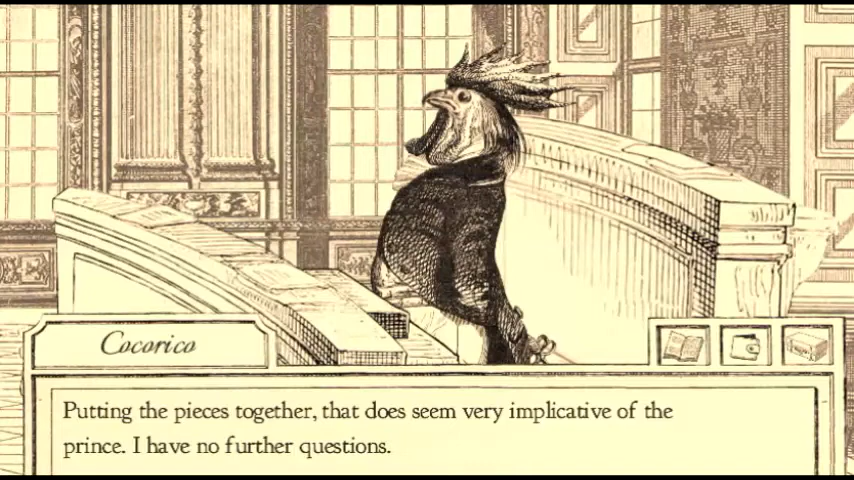 Cocorico
Putting the pieces together, that does seem very implicative of the
prince. I have no further questions.